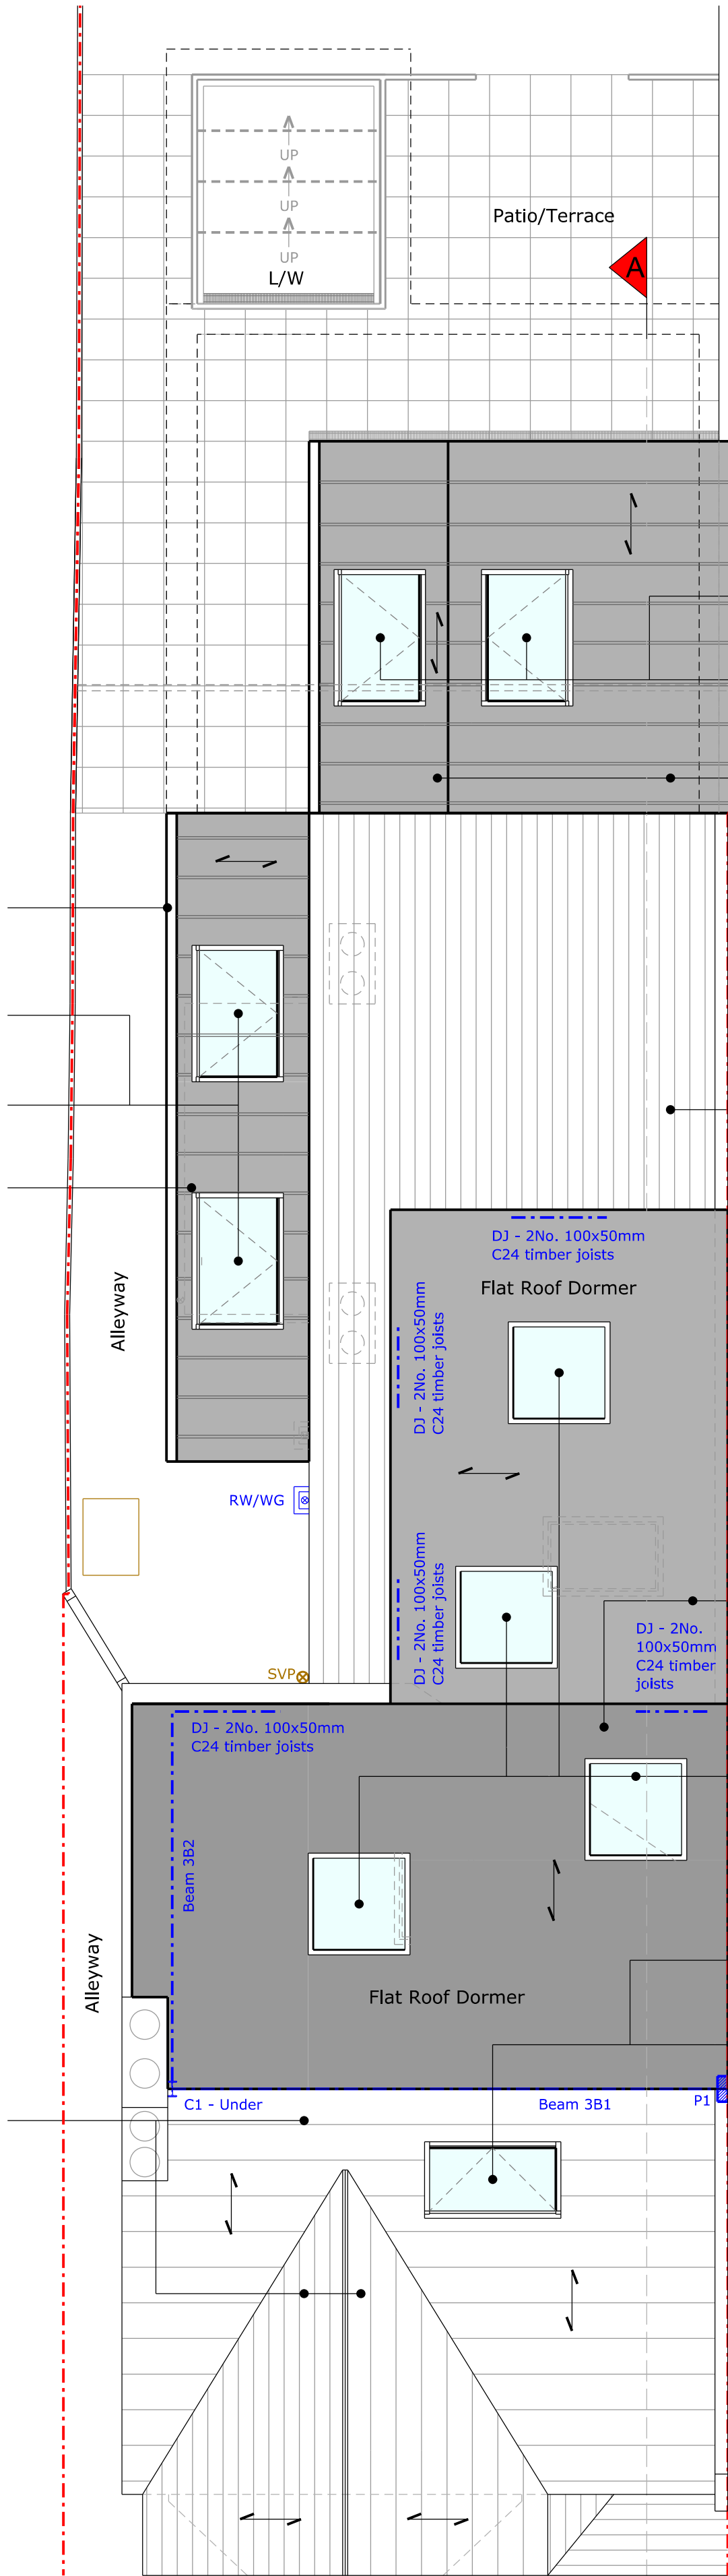 UP
UP
UP
L/W
Patio/Terrace
A
DJ - 2No. 100x50mm
C24 timber joists
Flat Roof Dormer
Alleyway
DJ - 2No. 100x50mm
C24 timber joists
RW/WG
DJ - 2No. 100x50mm
C24 timber joists
DJ - 2No.
100x50mm
C24 timber
joists
SVP
DJ - 2No. 100x50mm
C24 timber joists
Beam 3B2
Alleyway
Flat Roof Dormer
C1 - Under
Beam 3B1
P1